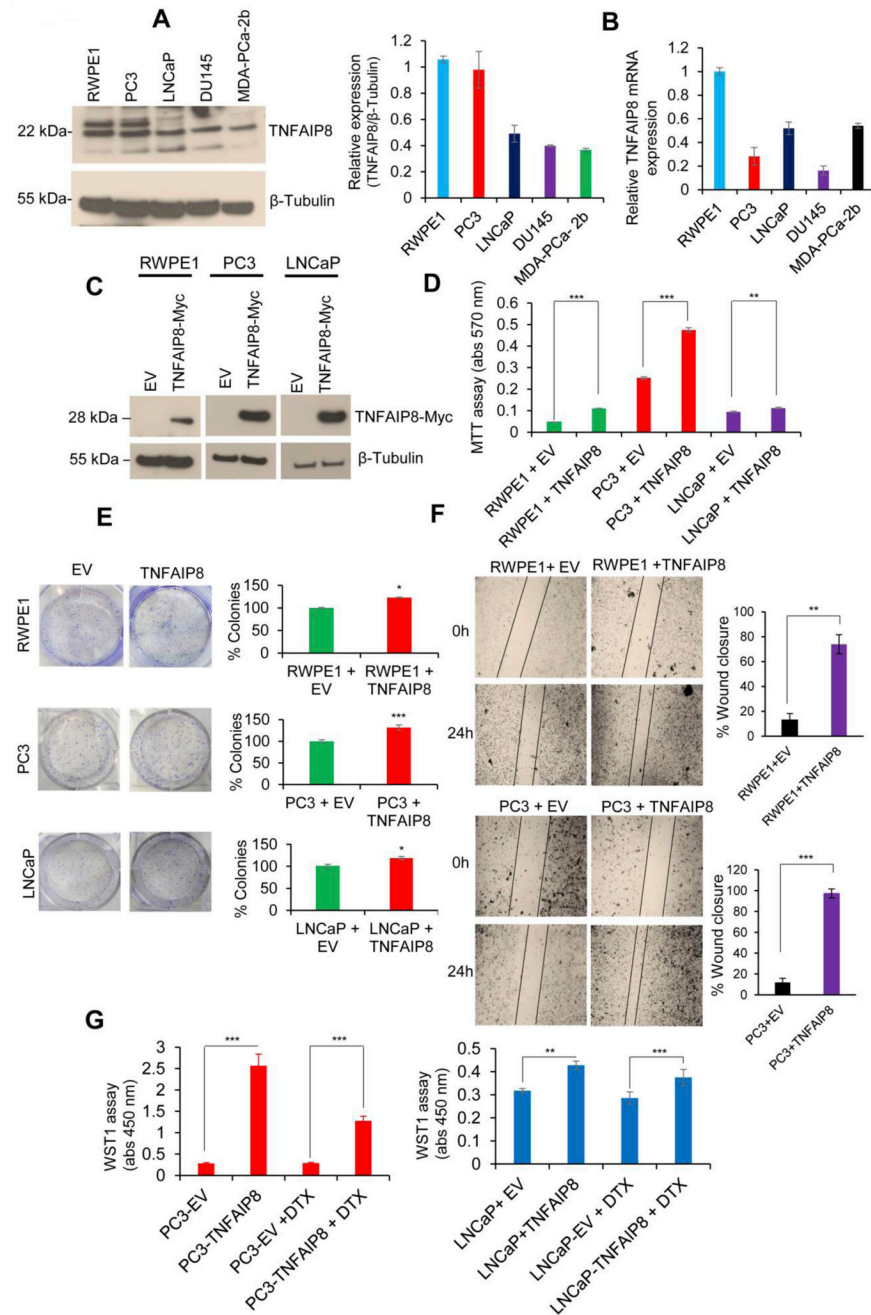 A
RWPE1
PC3
LNCaP
DU145
MDA-PCa-2b
22 kDa
TNFAIP8
55 kDa
β-Tubulin
Relative expression
(TNFAIP8/β-Tubulin)
1.2
1
0.8
0.6
0.4
0.2
0
RWPE1
PC3
LNCaP
DU145
MDA-PCa- 2b
B
Relative TNFAIP8 mRNA
expression
1.2
1
0.8
0.6
0.4
0.2
0
RWPE1
PC3
LNCaP
DU145
MDA-PCa-2b
C
RWPE1 PC3 LNCaP
EV
TNFAIP8-Myc
EV
TNFAIP8-Myc
EV
TNFAIP8-Myc
28 kDa
TNFAIP8-Myc
55 kDa
β-Tubulin
D
MTT assay (abs 570 nm)
0.6
0.5
0.4
0.3
0.2
0.1
0
*** *** **
RWPE1 + EV
RWPE1 + TNFAIP8
PC3 + EV
PC3 + TNFAIP8
LNCaP + EV
LNCaP + TNFAIP8
E
EV TNFAIP8
RWPE1
% Colonies
150
100
50
0
*
RWPE1 +
EV
RWPE1 +
TNFAIP8
PC3
% Colonies
150
100
50
0
***
PC3 + EV
PC3 +
TNFAIP8
LNCaP
% Colonies
150
100
50
0
*
LNCaP +
EV
LNCaP +
TNFAIP8
F
RWPE1+ EV RWPE1 +TNFAIP8
0h
24h
% Wound closure
100
80
60
40
20
0
**
RWPE1+EV
RWPE1+TNFAIP8
PC3 + EV PC3 + TNFAIP8
0h
24h
% Wound closure
120
100
80
60
40
20
0
***
PC3+EV
PC3+TNFAIP8
G
WST1 assay
(abs 450 nm)
3
2.5
2
1.5
1
0.5
0
*** ***
PC3-EV
PC3-TNFAIP8
PC3-EV +DTX
PC3-TNFAIP8 + DTX
WST1 assay
(abs 450 nm)
0.5
0.4
0.3
0.2
0.1
0
** ***
LNCaP+ EV
LNCaP+TNFAIP8
LNCaP-EV + DTX
LNCaP-TNFAIP8 + DTX